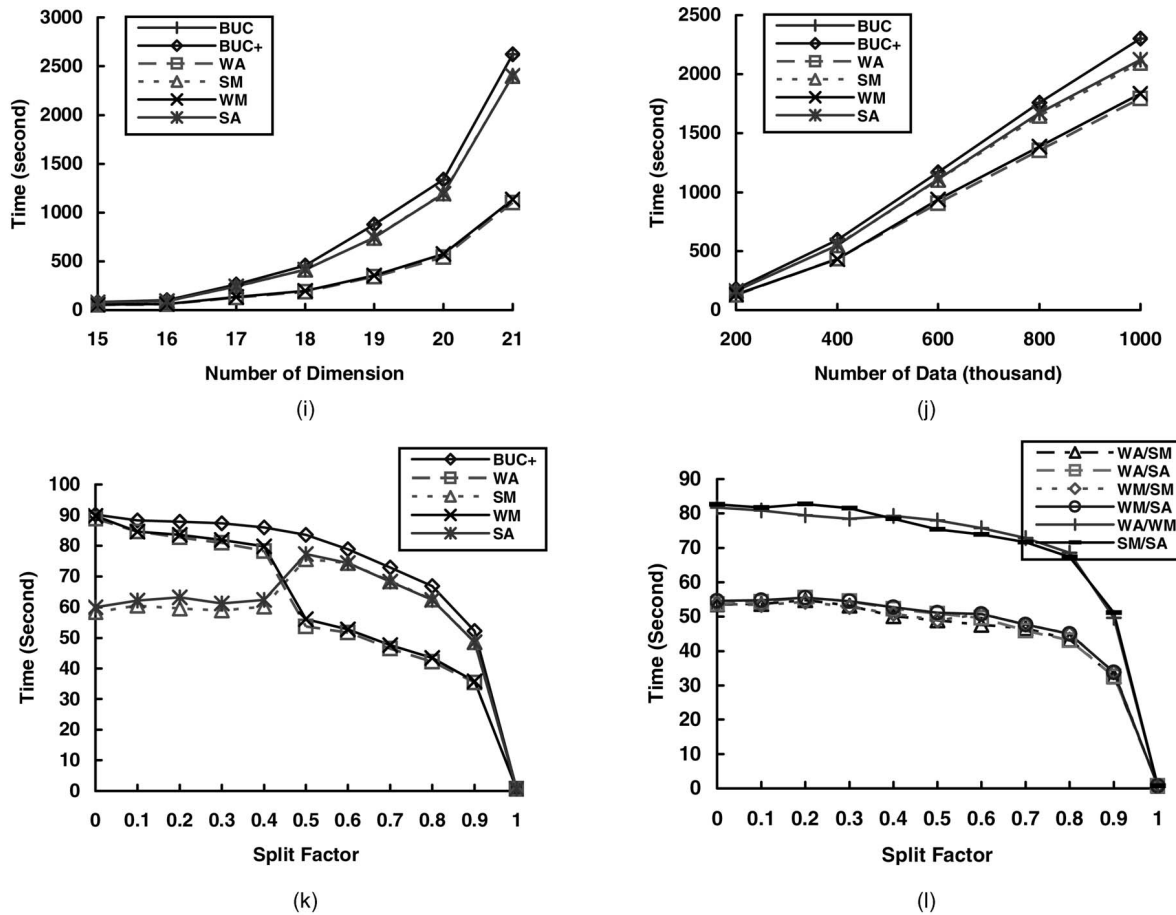 3000
2500
2000
1500
1000
500
0
Time (second)
BUC
BUC+
WA
SM
WM
SA
15 16 17 18 19 20 21
Number of Dimension
(i)
2500
2000
1500
1000
500
0
Time (second)
BUC
BUC+
WA
SM
WM
SA
200 400 600 800 1000
Number of Data (thousand)
(j)
100
90
80
70
60
50
40
30
20
10
0
Time (Second)
BUC+
WA
SM
WM
SA
0 0.1 0.2 0.3 0.4 0.5 0.6 0.7 0.8 0.9 1
Split Factor
(k)
90
80
70
60
50
40
30
20
10
0
Time (Second)
WA/SM
WA/SA
WM/SM
WM/SA
WA/WM
SM/SA
0 0.1 0.2 0.3 0.4 0.5 0.6 0.7 0.8 0.9 1
Split Factor
(l)